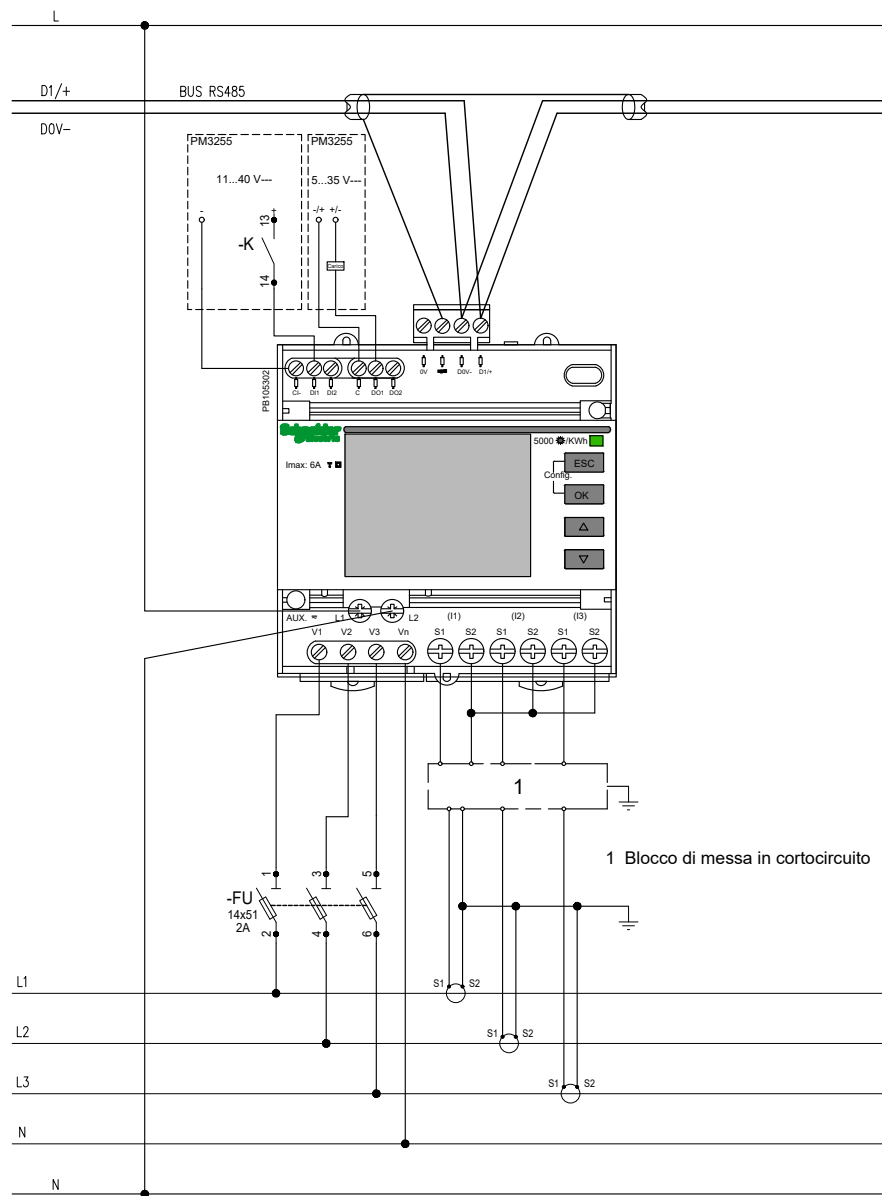 L
D1/+ BUS RS485
D0V-
PM3255 PM3255
11...40 V 5...35 V
- + -/+ +/-
13
-K
Carico
14
0V D0V- D1/+
PB105302
CI- DI1 DI2 C DO1 DO2
Schneider
Electric
5000 /KWh
Imax: 6A
ESC
Config.
OK
AUX. L1 L2 (I1) (I2) (I3)
V1 V2 V3 Vn S1 S2 S1 S2 S1 S2
1
1 Blocco di messa in cortocircuito
1 3 5
-FU
14x51
2A
2 4 6
L1 S1 S2
L2 S1 S2
L3 S1 S2
N
N